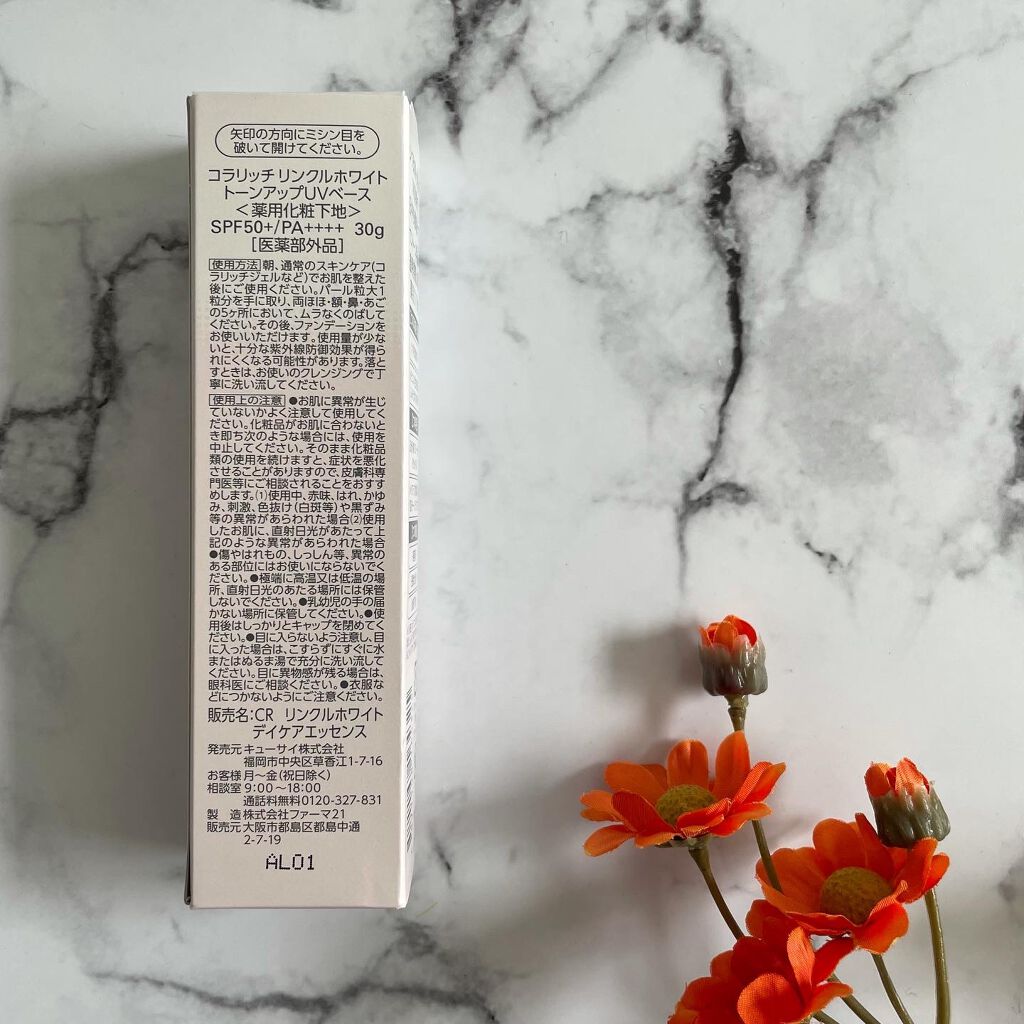 矢印の方向にミシン目を
破いて開けてください。
コラリッチ リンクルホワイト
トーンアップUVベース
＜薬用化粧下地＞
SPF50+/PA++++ 30g
［医薬部外品］
使用方法 朝、通常のスキンケア(コ
ラリッチジェルなど)でお肌を整えた
後にご使用ください。パール粒大1
粒分を手に取り、両ほほ・額・鼻・あご
の5ヶ所において、ムラなくのばして
ください。その後、ファンデーションを
お使いいただけます。使用量が少な
いと、十分な紫外線防御効果が得ら
れにくくなる可能性があります。落と
すときは、お使いのクレンジングで丁
寧に洗い流してください。
使用上の注意 ●お肌に異常が生じ
ていないかよく注意して使用してく
ださい。化粧品がお肌に合わないと
き即ち次のような場合には、使用を
中止してください。そのまま化粧品
類の使用を続けますと、症状を悪化
させることがありますので、皮膚科専
門医等にご相談されることをおすす
めします。(1)使用中、赤味、はれ、かゆ
み、刺激、色抜け(白斑等)や黒ずみ
等の異常があらわれた場合(2)使用
したお肌に、直射日光があたって上
記のような異常があらわれた場合
●傷やはれもの、しっしん等、異常の
ある部位にはお使いにならないでく
ださい。●極端に高温又は低温の場
所、直射日光のあたる場所には保管
しないでください。●乳幼児の手の届
かない場所に保管してください。●使
用後はしっかりとキャップを閉めてく
ださい。●目に入らないよう注意し、目
に入った場合は、こすらずにすぐに水
またはぬるま湯で充分に洗い流して
ください。目に異物感が残る場合は、
眼科医にご相談ください。●衣服な
どにつかないようにご注意ください。
販売名：CR リンクルホワイト
デイケアエッセンス
発売元 キューサイ株式会社
福岡市中央区草香江1-7-16
お客様 月～金(祝日除く)
相談室 9:00～18:00
通話料無料0120-327-831
製 造 株式会社ファーマ21
販売元 大阪市都島区都島中通
2-7-19
AL01